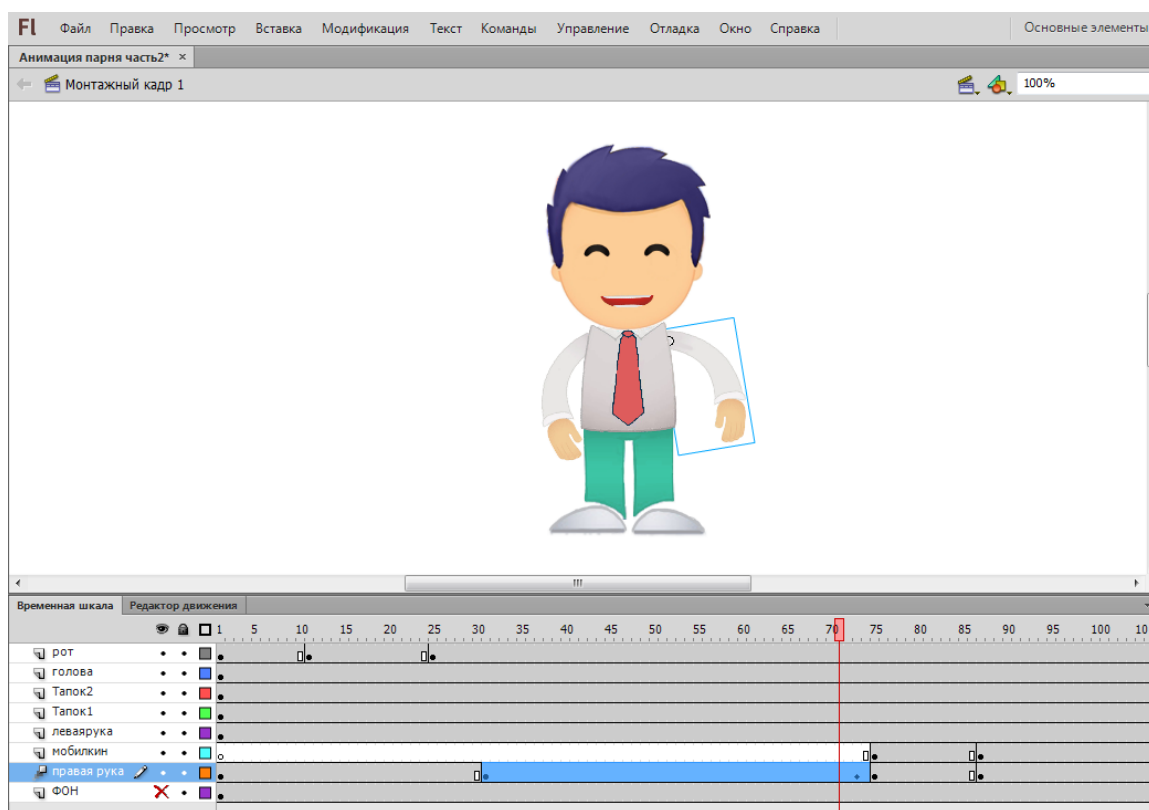 Fl Файл Правка Просмотр Вставка Модификация Текст Команды Управление Отладка Окно Справка Основные элементы
Анимация парня часть2* ×
Монтажный кадр 1 100%
Временная шкала Редактор движения
1 5 10 15 20 25 30 35 40 45 50 55 60 65 70 75 80 85 90 95 100 10
рот
голова
Тапок2
Тапок1
леваярука
мобилкин
правая рука
ФОН